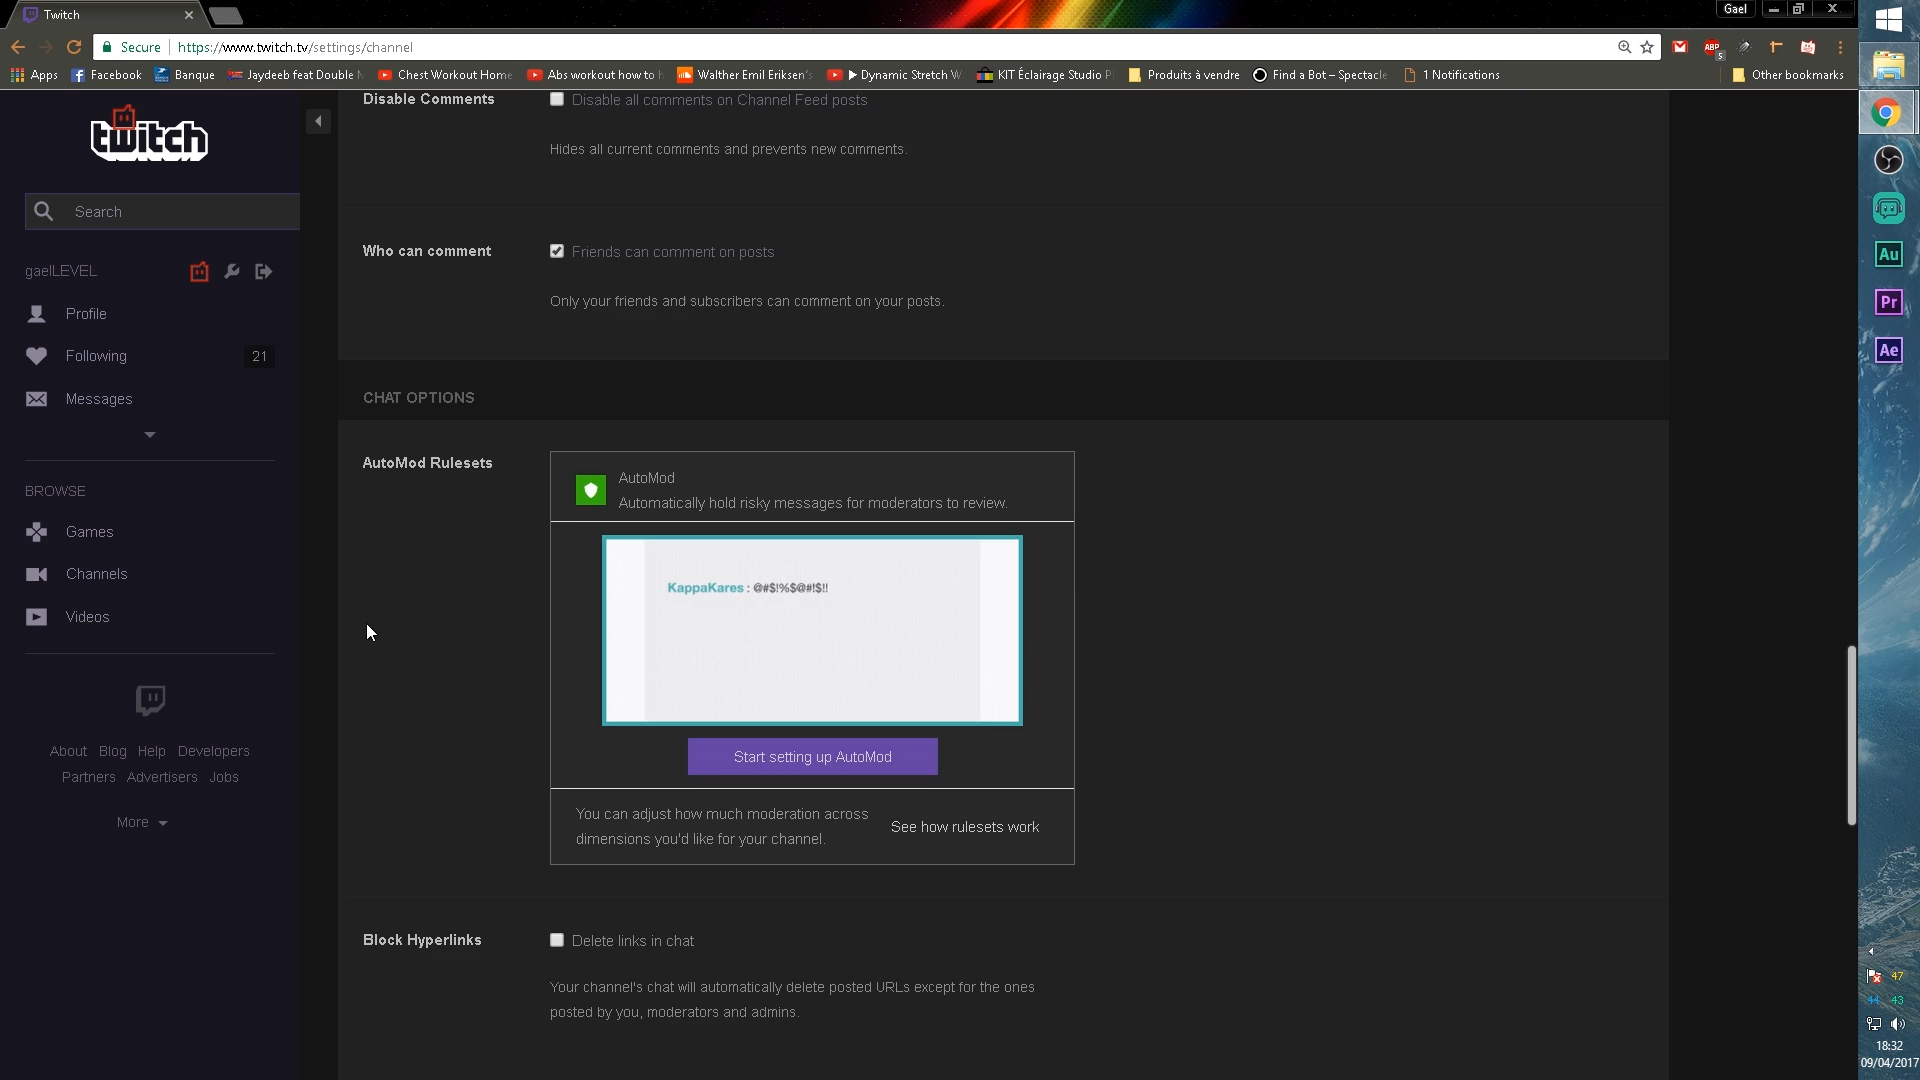 Twitch
Gael
Secure
https://www.twitch.tv/settings/channel
ABP
5
Apps
Facebook
Banque
Jaydeeb feat Double
Chest Workout Home
Abs workout how to
Walther Emil Eriksen's
Dynamic Stretch W
KIT Éclairage Studio P
Produits à vendre
Find a Bot – Spectacle
1 Notifications
Other bookmarks
twitch
Search
gaelLEVEL
Profile
Following
21
Messages
BROWSE
Games
Channels
Videos
About Blog Help Developers
Partners Advertisers Jobs
More
Disable Comments
Disable all comments on Channel Feed posts
Hides all current comments and prevents new comments.
Who can comment
Friends can comment on posts
Only your friends and subscribers can comment on your posts.
CHAT OPTIONS
AutoMod Rulesets
AutoMod
Automatically hold risky messages for moderators to review.
KappaKares : @#$!%$@#!$!!
Start setting up AutoMod
You can adjust how much moderation across
dimensions you'd like for your channel.
See how rulesets work
Block Hyperlinks
Delete links in chat
Your channel's chat will automatically delete posted URLs except for the ones
posted by you, moderators and admins.
Au
Pr
Ae
47
44 43
18:32
09/04/2017